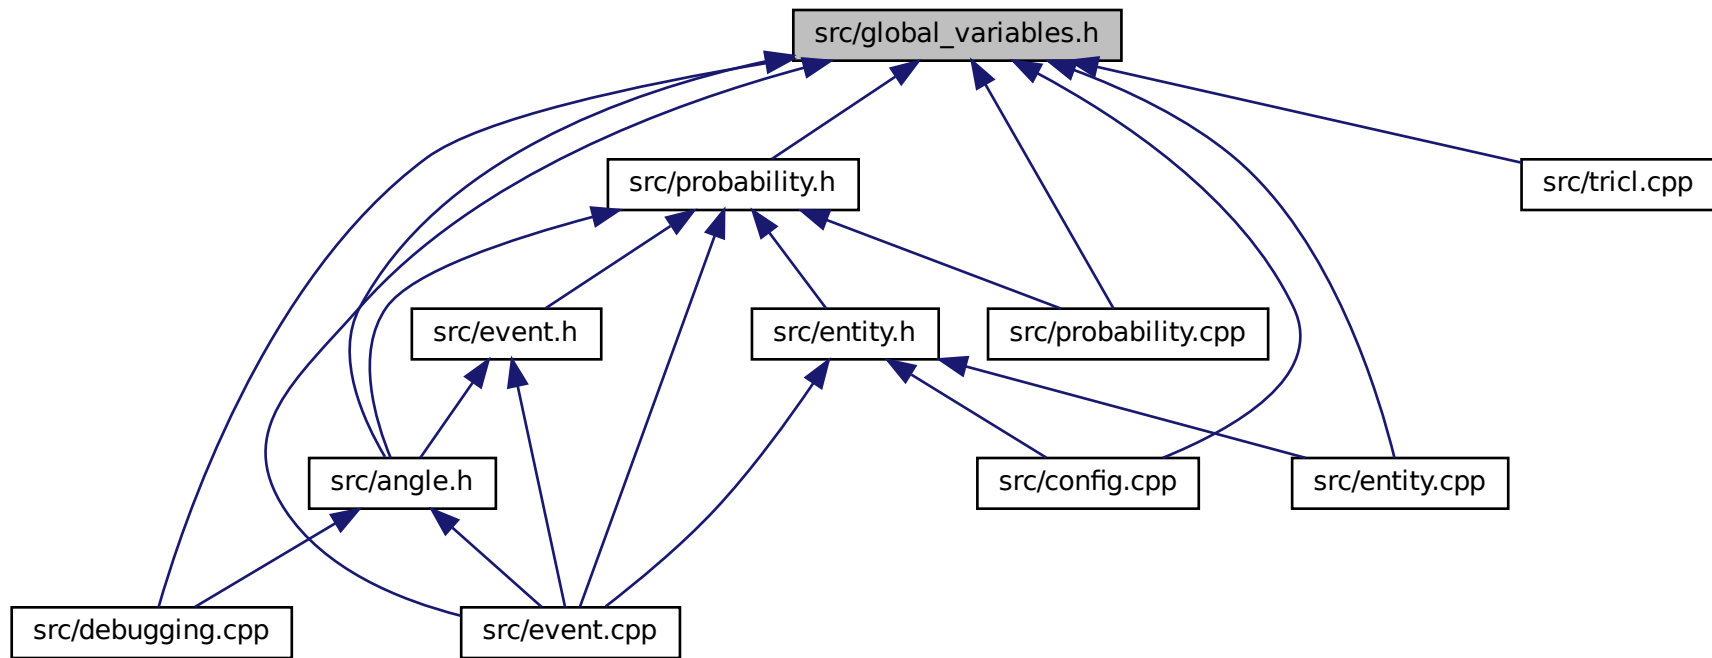 src/global_variables.h
src/probability.h
src/tricl.cpp
src/event.h
src/entity.h
src/probability.cpp
src/angle.h
src/config.cpp
src/entity.cpp
src/debugging.cpp
src/event.cpp